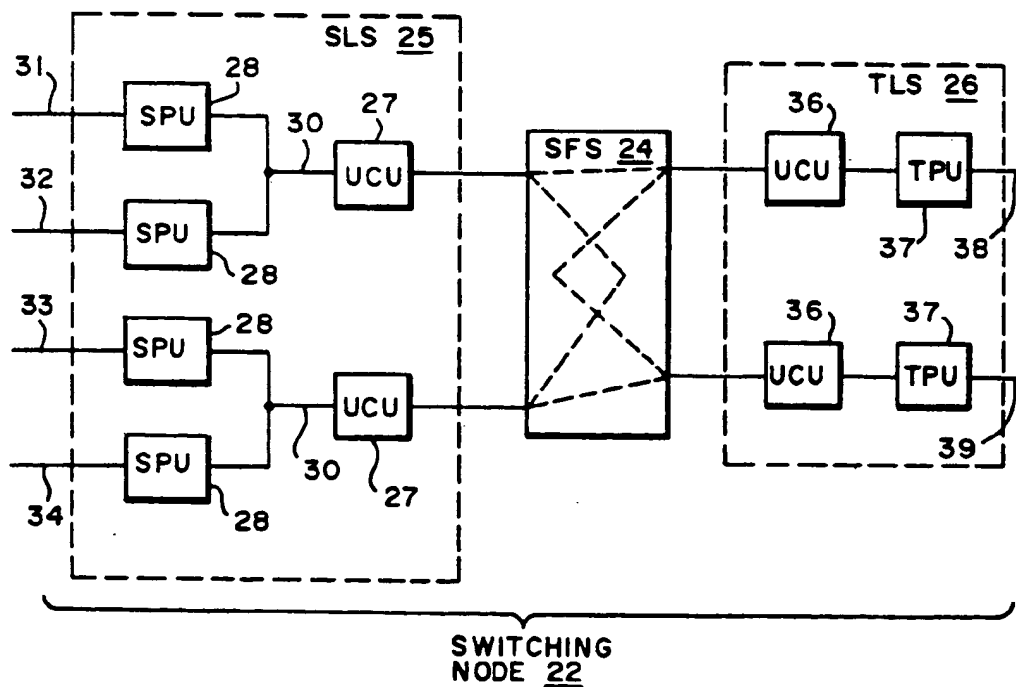 SLS 25
31
SPU
28
30
27
UCU
32
SPU
28
33
SPU
28
30
UCU
27
34
SPU
28
SFS 24
TLS 26
36
UCU
TPU
37
38
36
UCU
37
TPU
39
SWITCHING
NODE 22